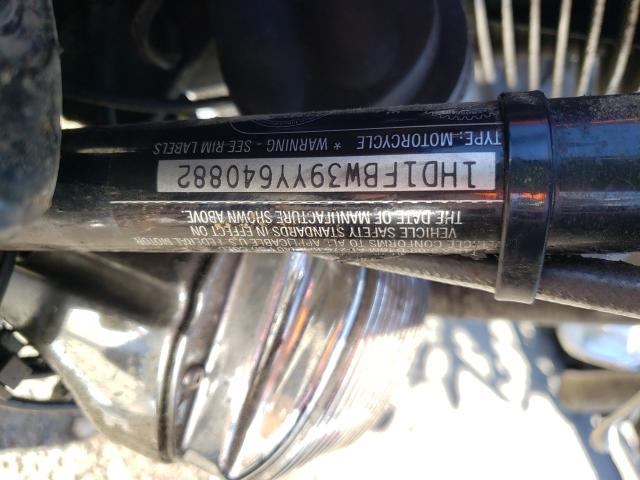 VEHICLE CONFORMS TO ALL APPLICABLE U.S. FEDERAL MOTOR
VEHICLE SAFETY STANDARDS IN EFFECT ON
THE DATE OF MANUFACTURE SHOWN ABOVE
1HD1FBW39YY640882
TYPE: MOTORCYCLE * WARNING - SEE RIM LABELS